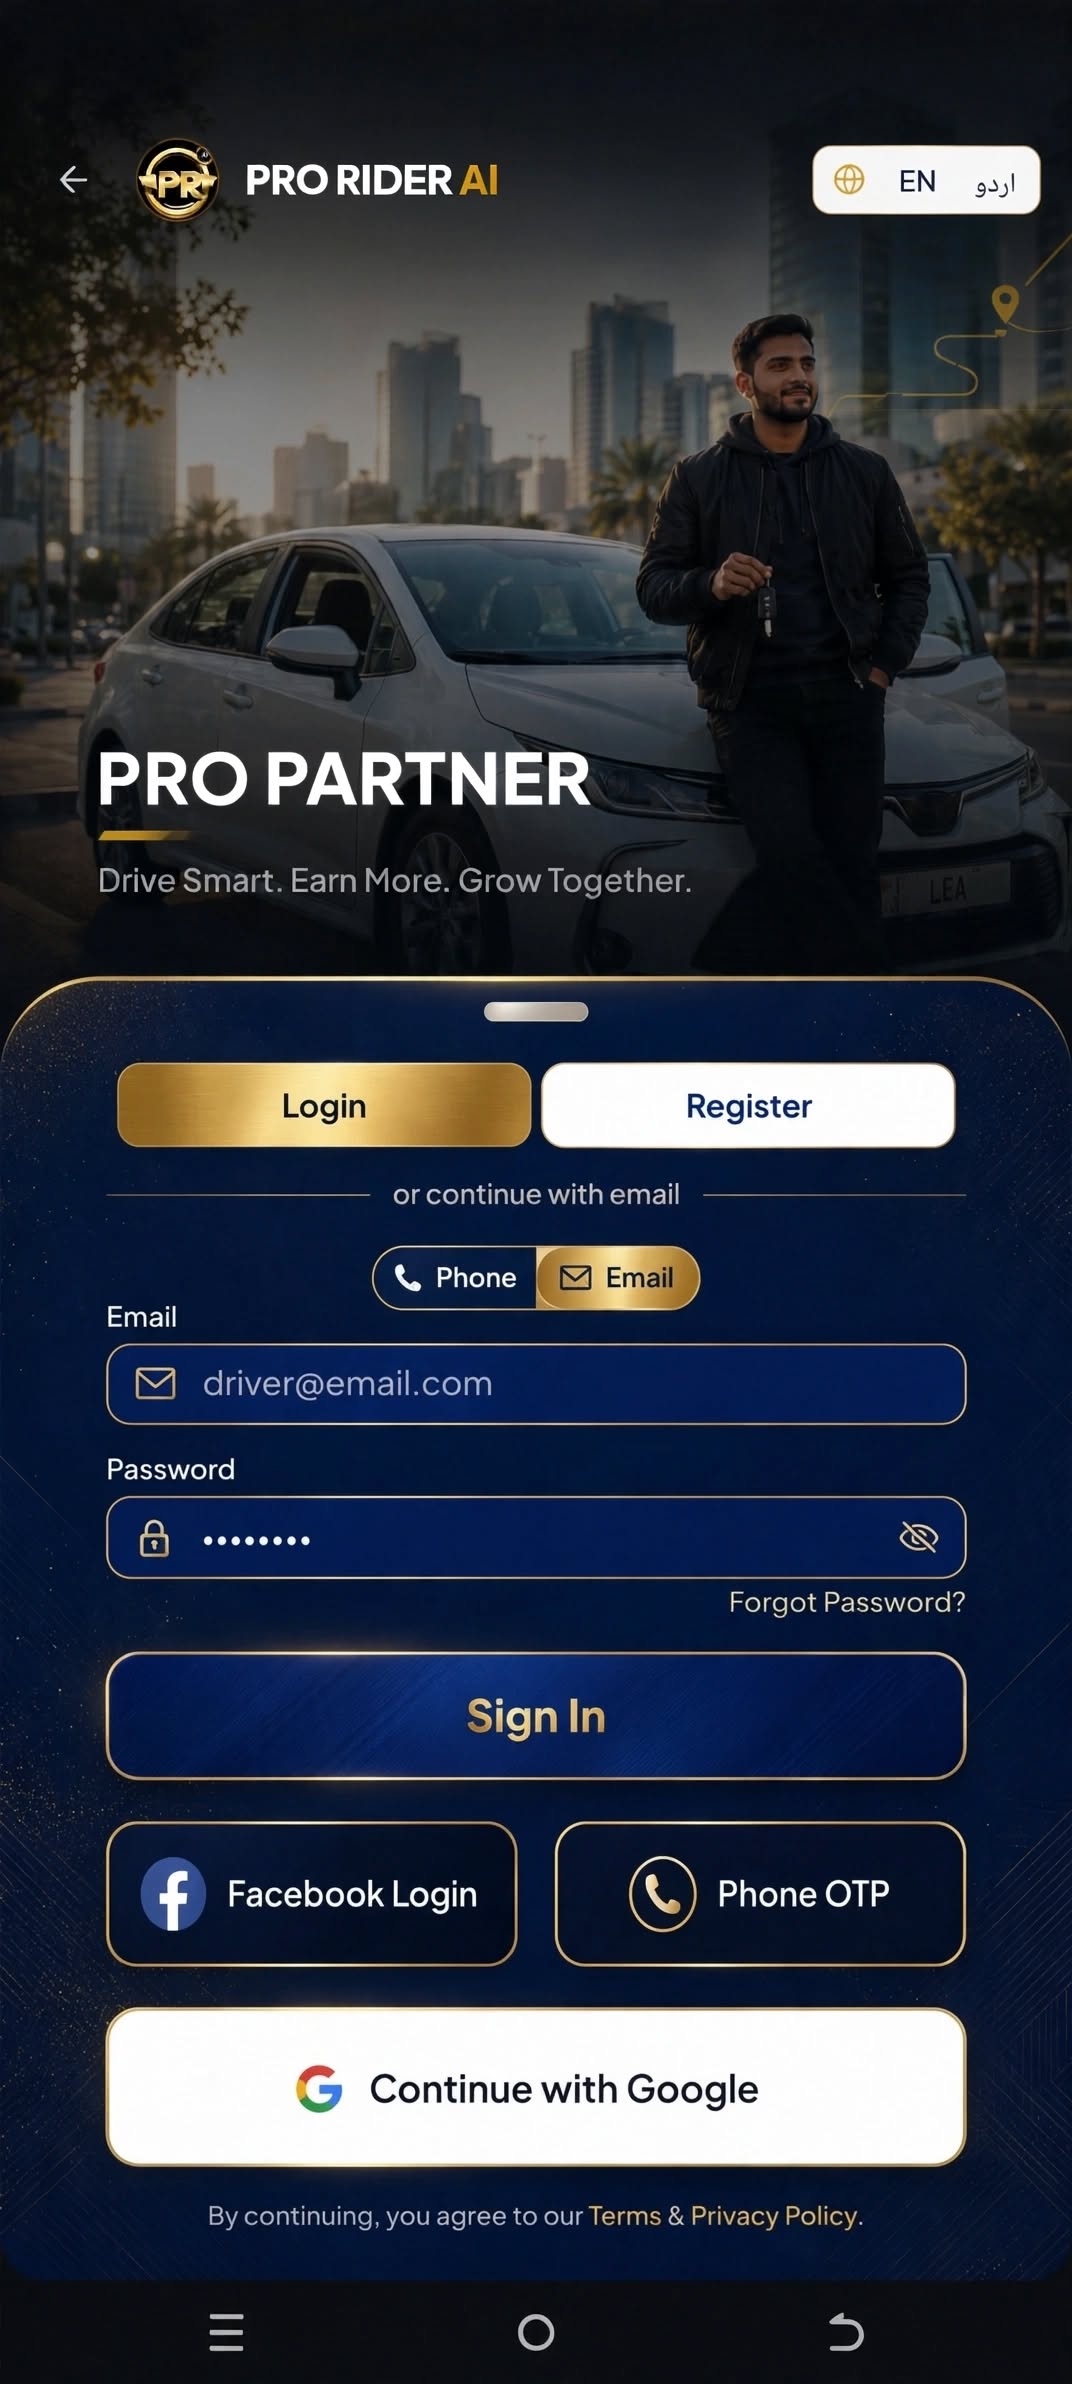 PR
AI
PRO RIDER AI
EN اردو
PRO PARTNER
Drive Smart. Earn More. Grow Together.
LEA
Login
Register
or continue with email
Phone
Email
Email
driver@email.com
Password
••••••••
Forgot Password?
Sign In
Facebook Login
Phone OTP
Continue with Google
By continuing, you agree to our Terms & Privacy Policy.